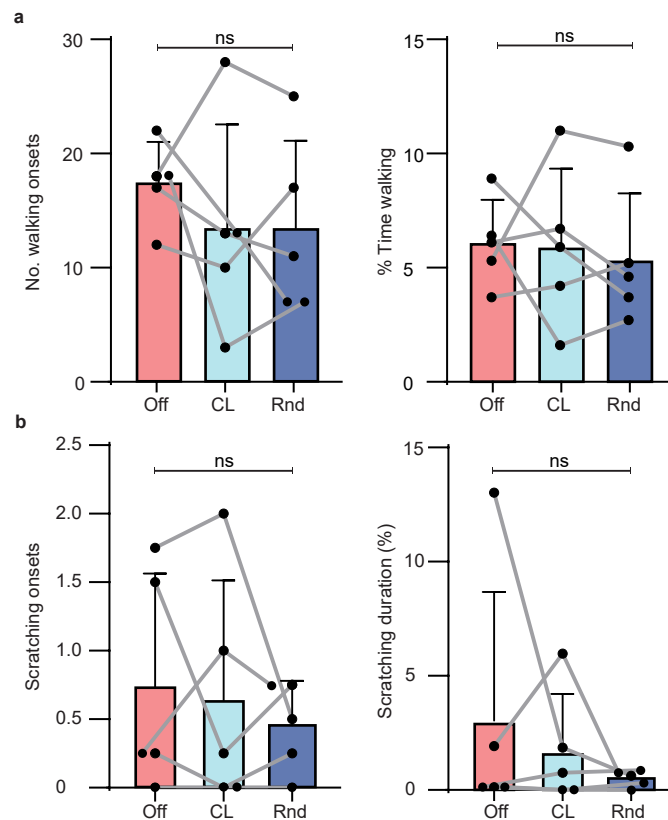 a
ns
No. walking onsets
30
20
10
0
Off CL Rnd
ns
% Time walking
15
10
5
0
Off CL Rnd
b
ns
Scratching onsets
2.5
2.0
1.5
1.0
0.5
0
Off CL Rnd
ns
Scratching duration (%)
15
10
5
0
Off CL Rnd